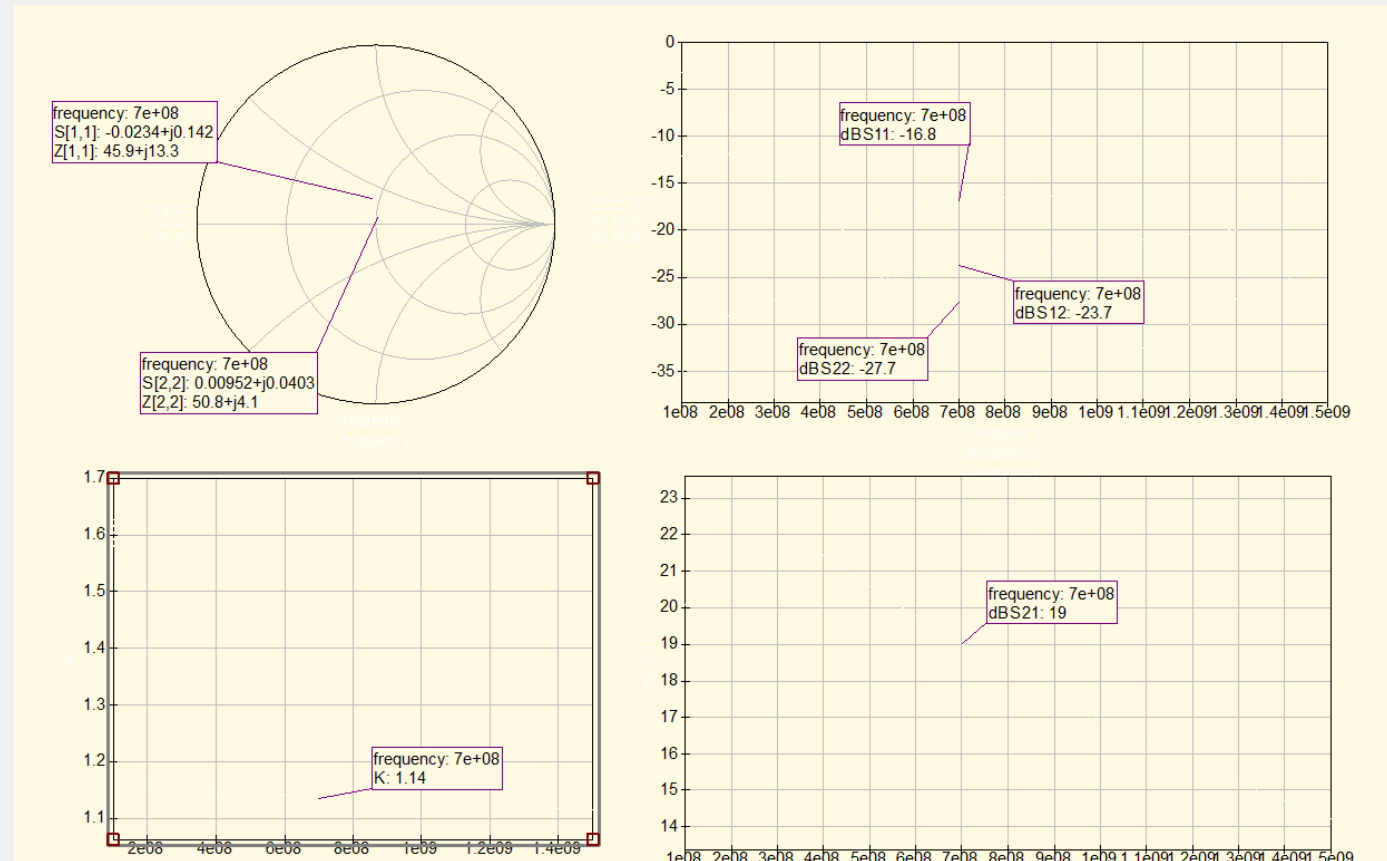 frequency: 7e+08
S[1,1]: -0.0234+j0.142
Z[1,1]: 45.9+j13.3
frequency: 7e+08
S[2,2]: 0.00952+j0.0403
Z[2,2]: 50.8+j4.1
frequency
frequency
0
-5
-10
-15
-20
-25
-30
-35
frequency: 7e+08
dBS11: -16.8
frequency: 7e+08
dBS12: -23.7
frequency: 7e+08
dBS22: -27.7
1e08 2e08 3e08 4e08 5e08 6e08 7e08 8e08 9e08 1e09 1.1e09 1.2e09 1.3e09 1.4e09 1.5e09
frequency
frequency
1.7
1.6
1.5
1.4
1.3
1.2
1.1
frequency: 7e+08
K: 1.14
2e08 4e08 6e08 8e08 1e09 1.2e09 1.4e09
23
22
21
20
19
18
17
16
15
14
dBS21
frequency: 7e+08
dBS21: 19
1e08 2e08 3e08 4e08 5e08 6e08 7e08 8e08 9e08 1e09 1.1e09 1.2e09 1.3e09 1.4e09 1.5e09